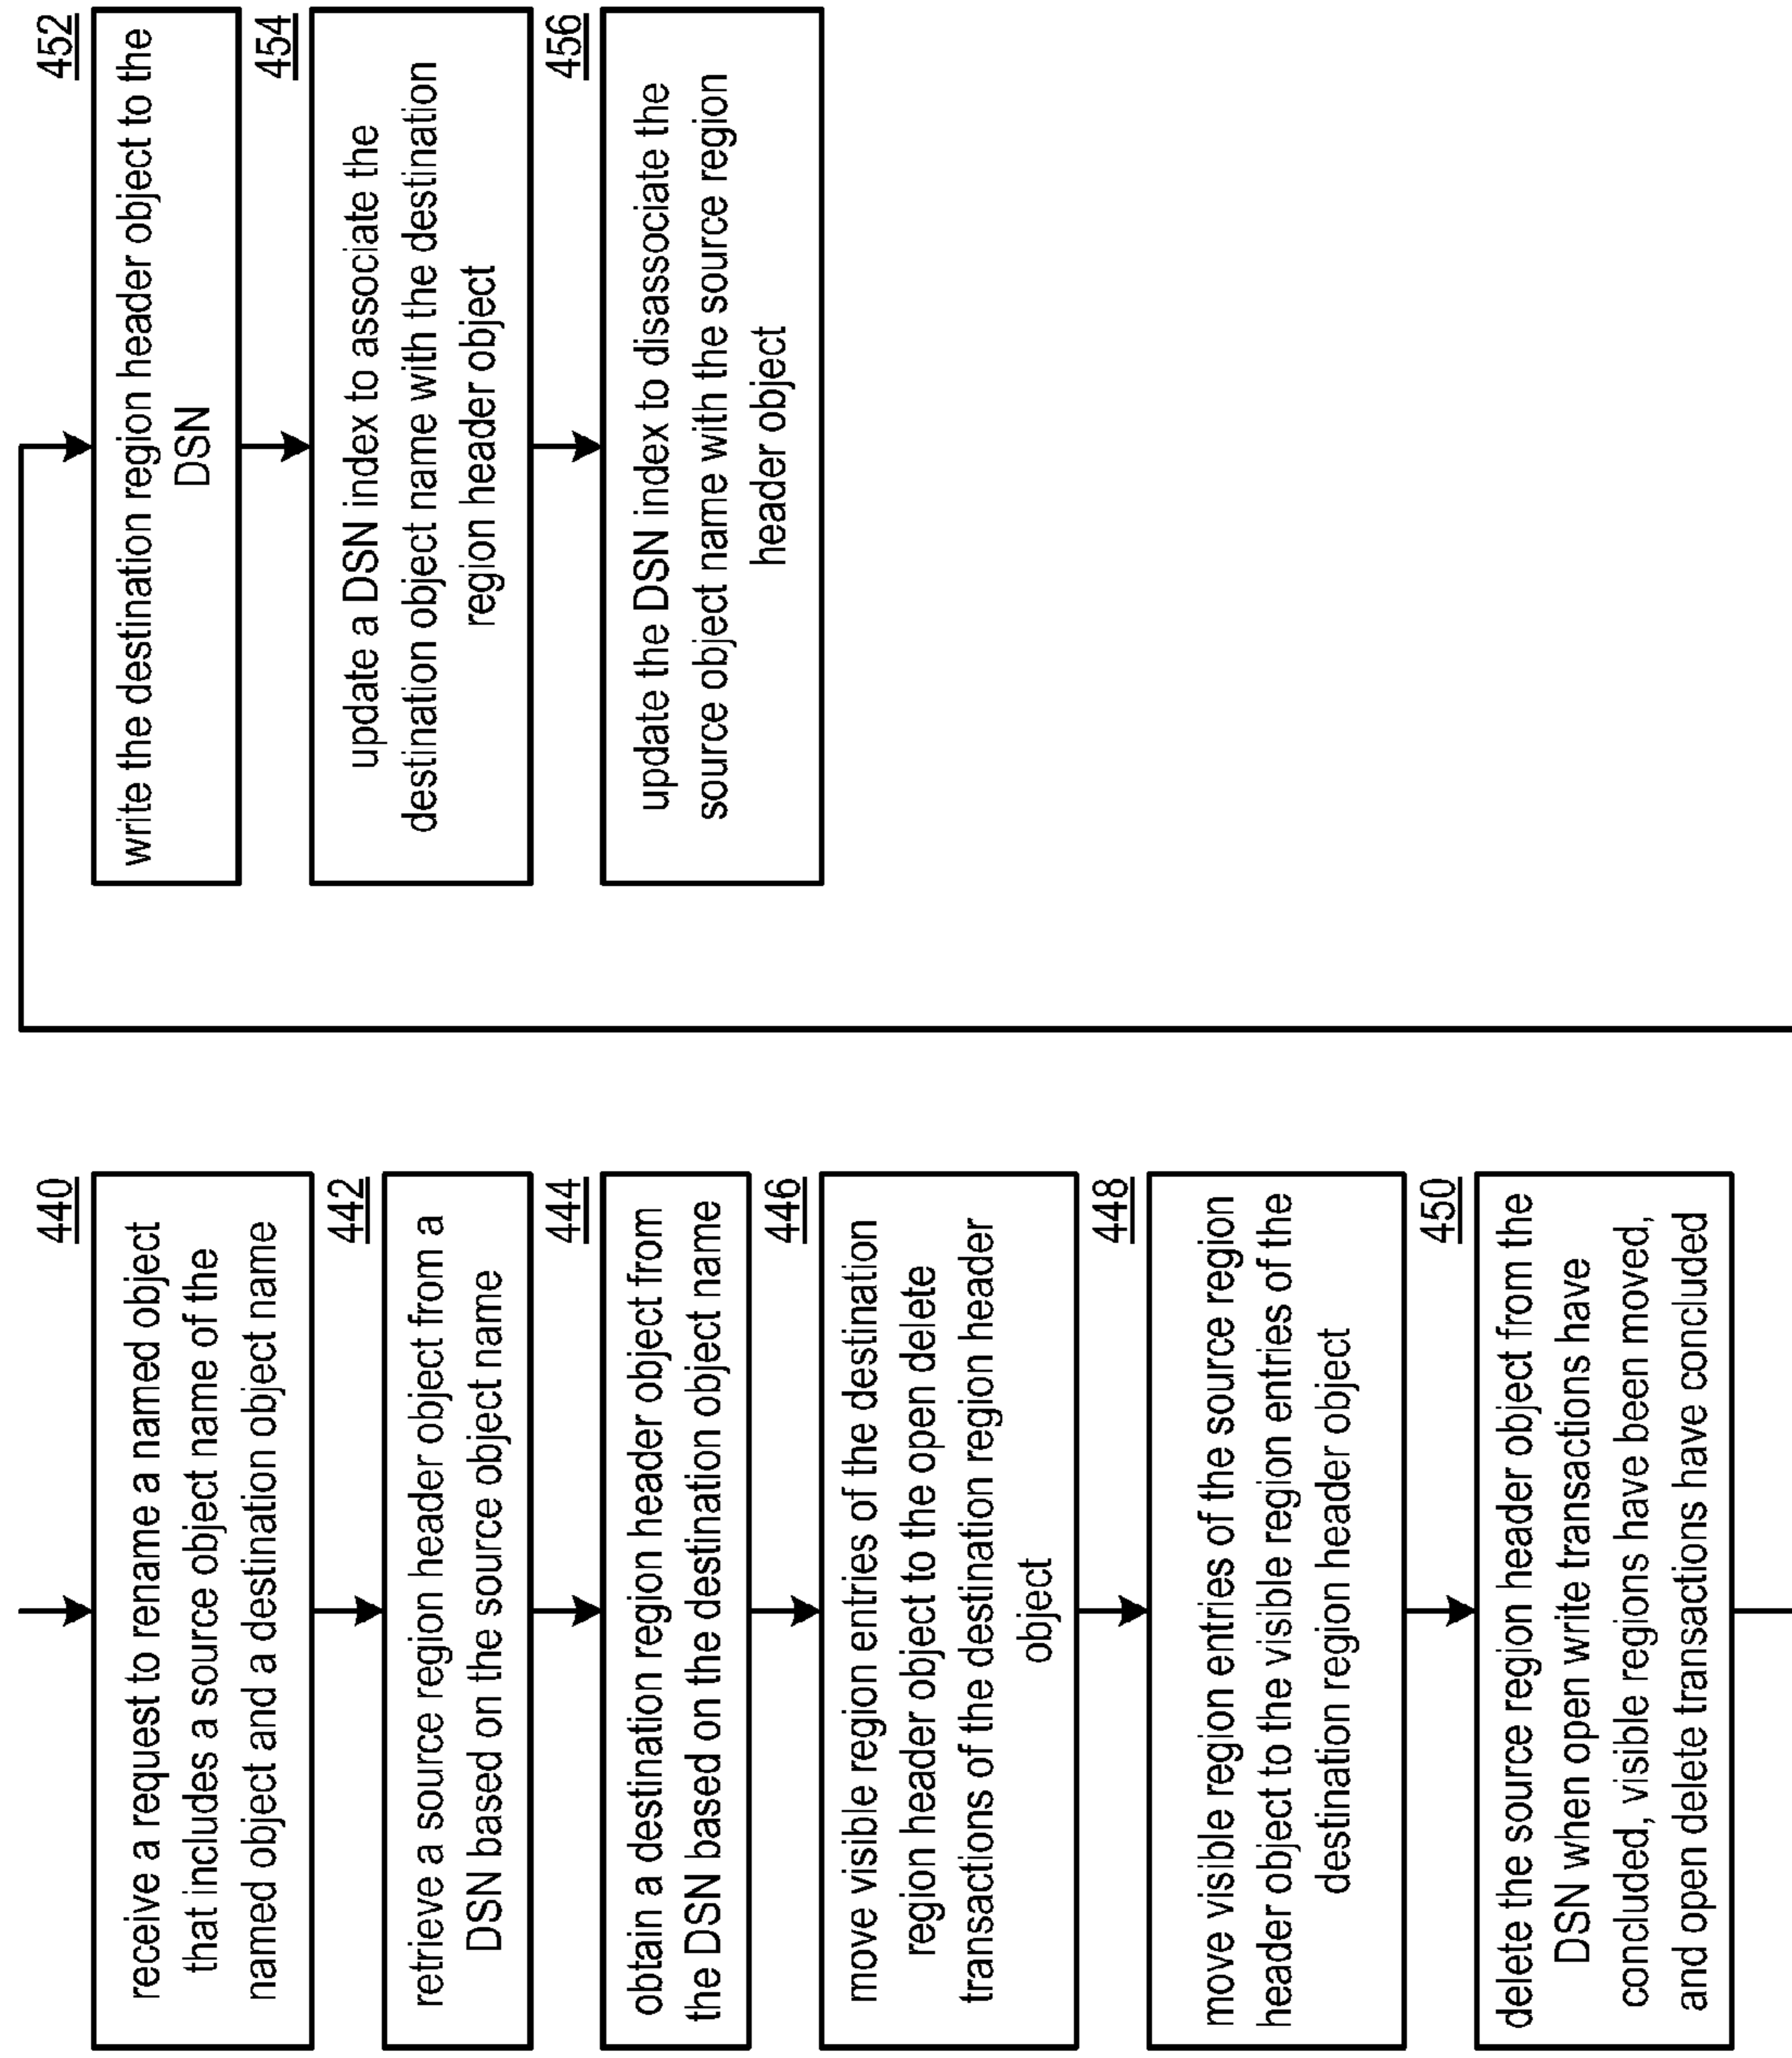 440
receive a request to rename a named object
that includes a source object name of the
named object and a destination object name
442
retrieve a source region header object from a
DSN based on the source object name
444
obtain a destination region header object from
the DSN based on the destination object name
446
move visible region entries of the destination
region header object to the open delete
transactions of the destination region header
object
448
move visible region entries of the source region
header object to the visible region entries of the
destination region header object
450
delete the source region header object from the
DSN when open write transactions have
concluded, visible regions have been moved,
and open delete transactions have concluded
452
write the destination region header object to the
DSN
454
update a DSN index to associate the
destination object name with the destination
region header object
456
update the DSN index to disassociate the
source object name with the source region
header object